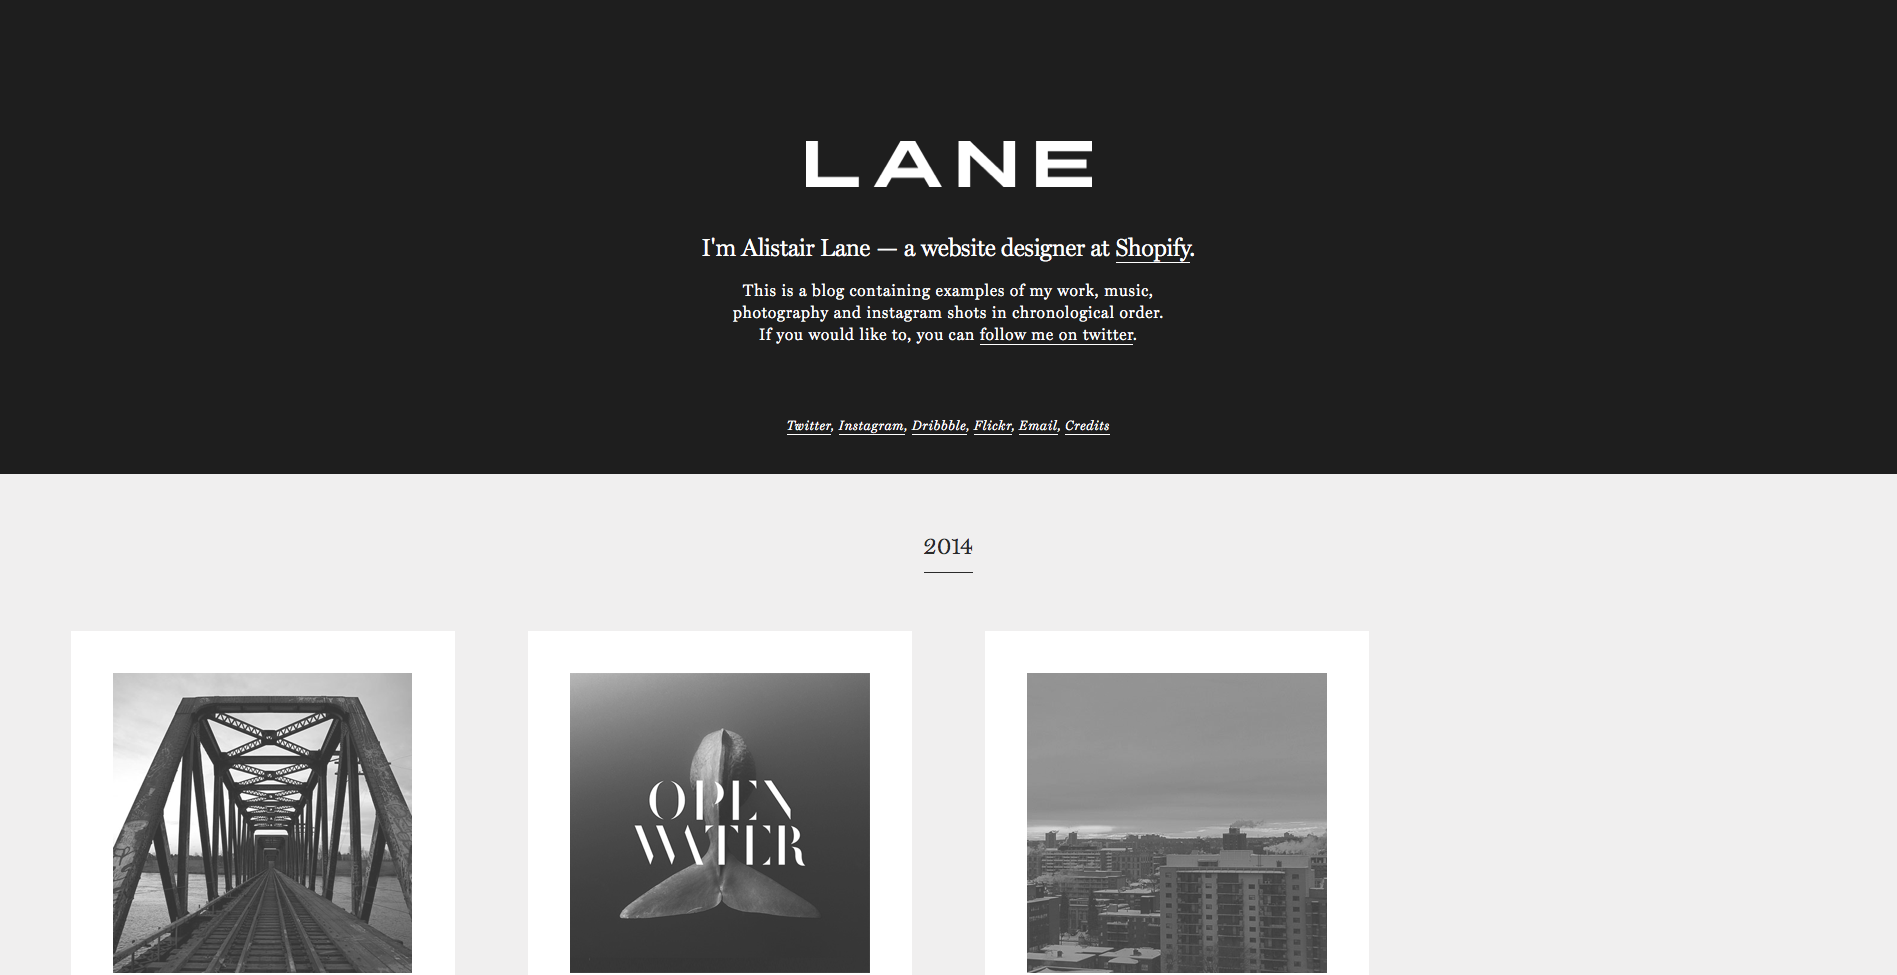 LANE
I'm Alistair Lane — a website designer at Shopify.
This is a blog containing examples of my work, music,
photography and instagram shots in chronological order.
If you would like to, you can follow me on twitter.
Twitter, Instagram, Dribbble, Flickr, Email, Credits
2014
OPEN
WATER